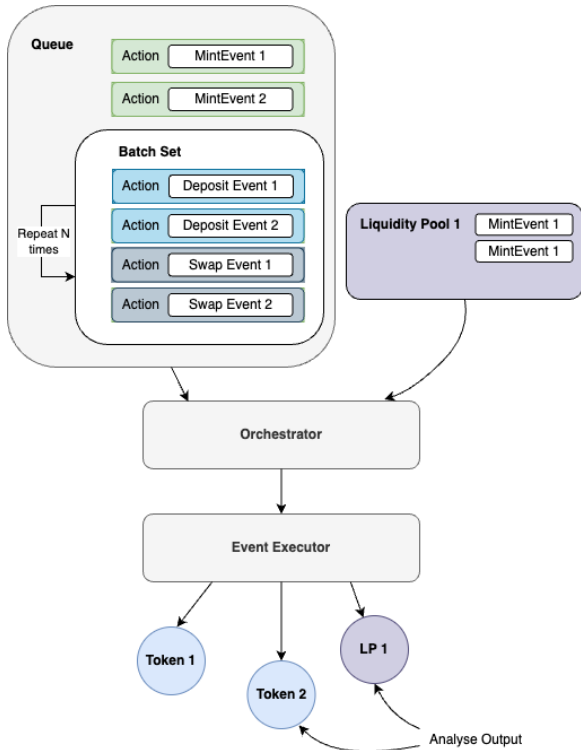 Queue
Action MintEvent 1
Action MintEvent 2
Batch Set
Action Deposit Event 1
Action Deposit Event 2
Action Swap Event 1
Action Swap Event 2
Repeat N
times
Liquidity Pool 1 MintEvent 1
MintEvent 1
Orchestrator
Event Executor
Token 1
Token 2
LP 1
Analyse Output